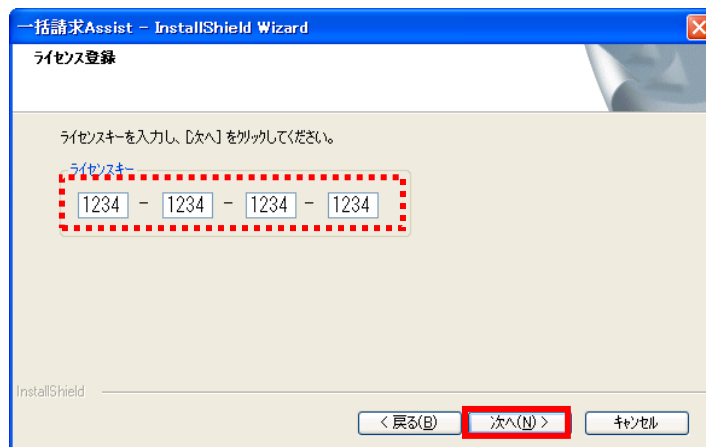 一括請求Assist - InstallShield Wizard
ライセンス登録
ライセンスキーを入力し、[次へ] をクリックしてください。
ライセンスキー
1234 - 1234 - 1234 - 1234
InstallShield
< 戻る(B) 次へ(N) > キャンセル